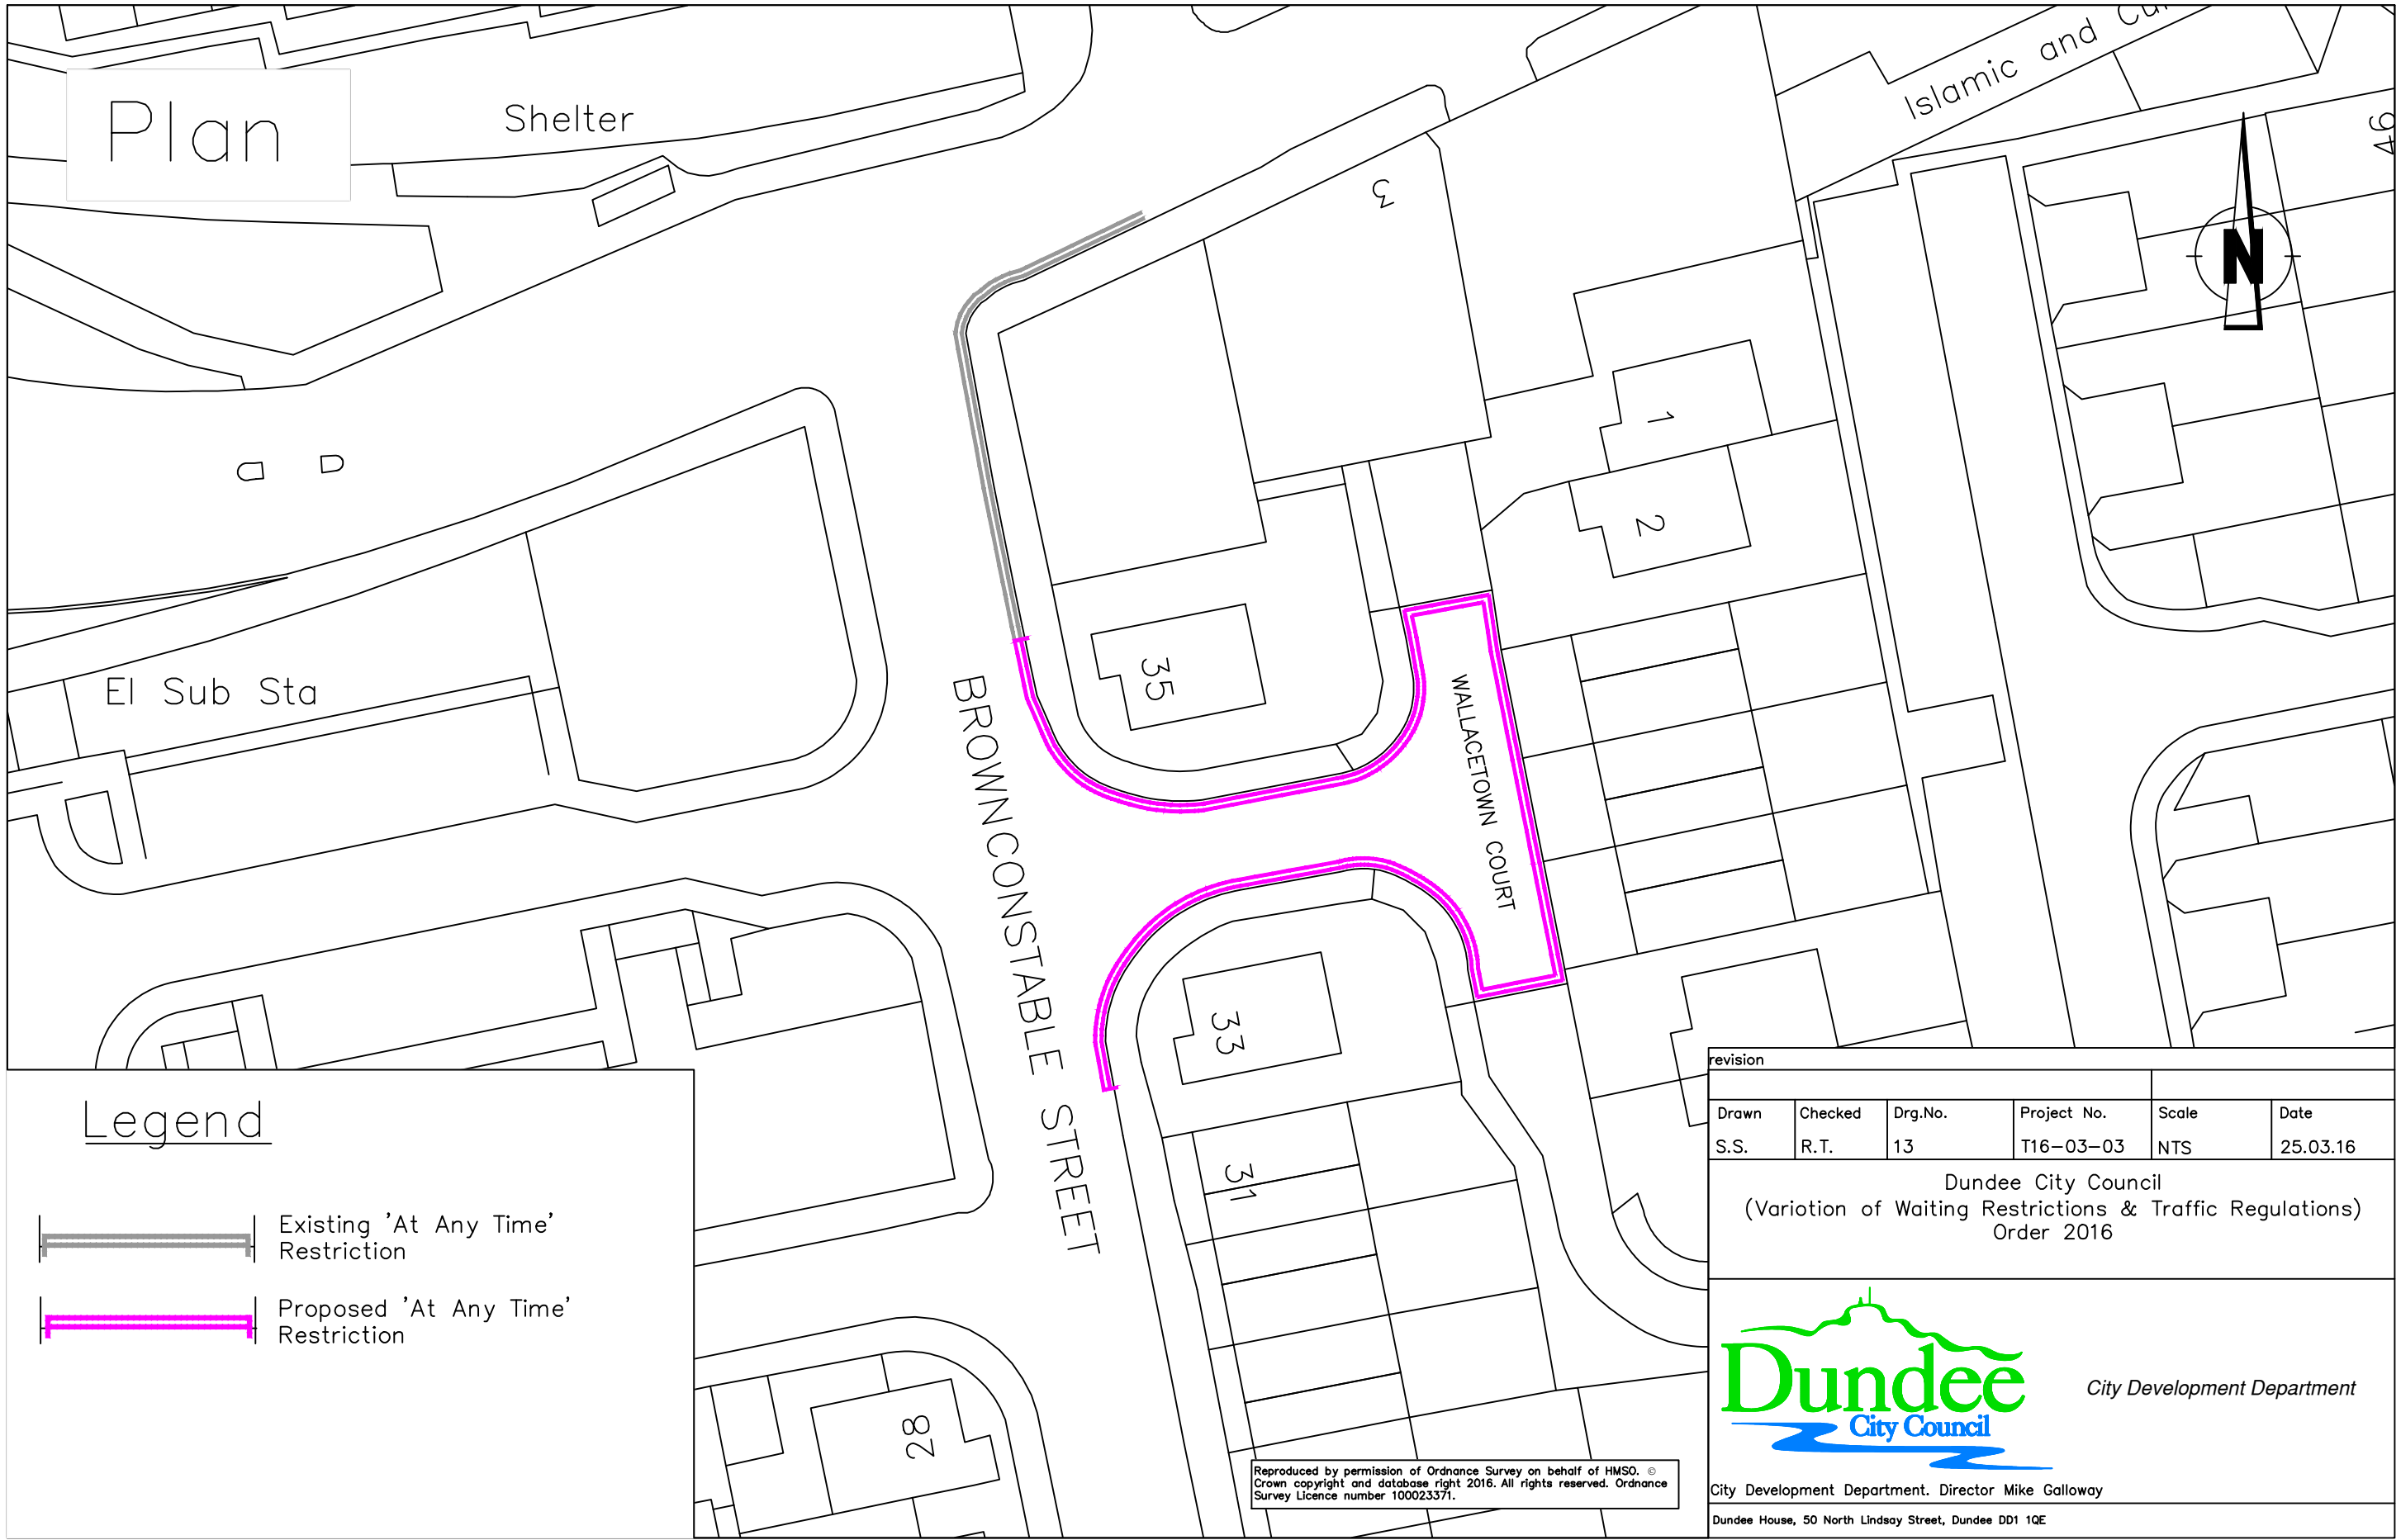 Plan
Shelter
Islamic and
3
1
2
35
El Sub Sta
WALLACETOWN COURT
BROWNCONSTABLE STREET
33
31
28
N
Legend
Existing 'At Any Time'
Restriction
Proposed 'At Any Time'
Restriction
Reproduced by permission of Ordnance Survey on behalf of HMSO. ©
Crown copyright and database right 2016. All rights reserved. Ordnance
Survey Licence number 100023371.
revision
Drawn Checked Drg.No. Project No. Scale Date
S.S. R.T. 13 T16-03-03 NTS 25.03.16
Dundee City Council
(Variotion of Waiting Restrictions & Traffic Regulations)
Order 2016
Dundee
City Council
City Development Department
City Development Department. Director Mike Galloway
Dundee House, 50 North Lindsay Street, Dundee DD1 1QE